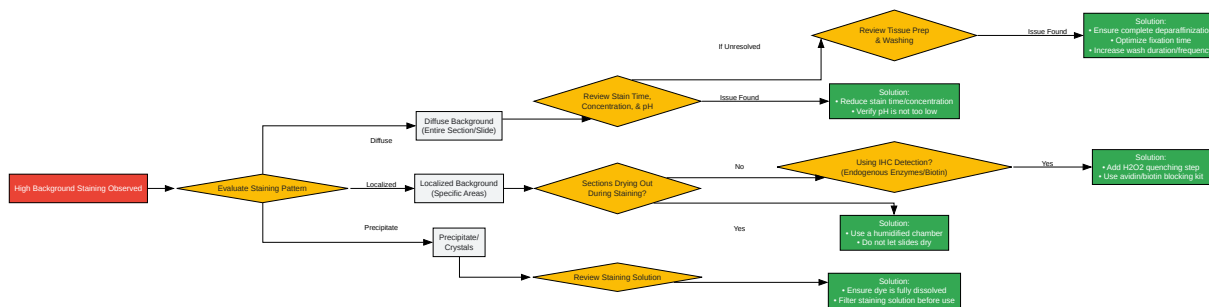 High Background Staining Observed
Evaluate Staining Pattern
Diffuse
Localized
Precipitate
Diffuse Background
(Entire Section/Slide)
Localized Background
(Specific Areas)
Precipitate/
Crystals
Review Stain Time,
Concentration, & pH
If Unresolved
Issue Found
Review Tissue Prep
& Washing
Issue Found
Solution:
• Ensure complete deparaffinization
• Optimize fixation time
• Increase wash duration/frequency
Solution:
• Reduce stain time/concentration
• Verify pH is not too low
Sections Drying Out
During Staining?
No
Yes
Using IHC Detection?
(Endogenous Enzymes/Biotin)
Yes
Solution:
• Add H2O2 quenching step
• Use avidin/biotin blocking kit
Solution:
• Use a humidified chamber
• Do not let slides dry
Review Staining Solution
Solution:
• Ensure dye is fully dissolved
• Filter staining solution before use